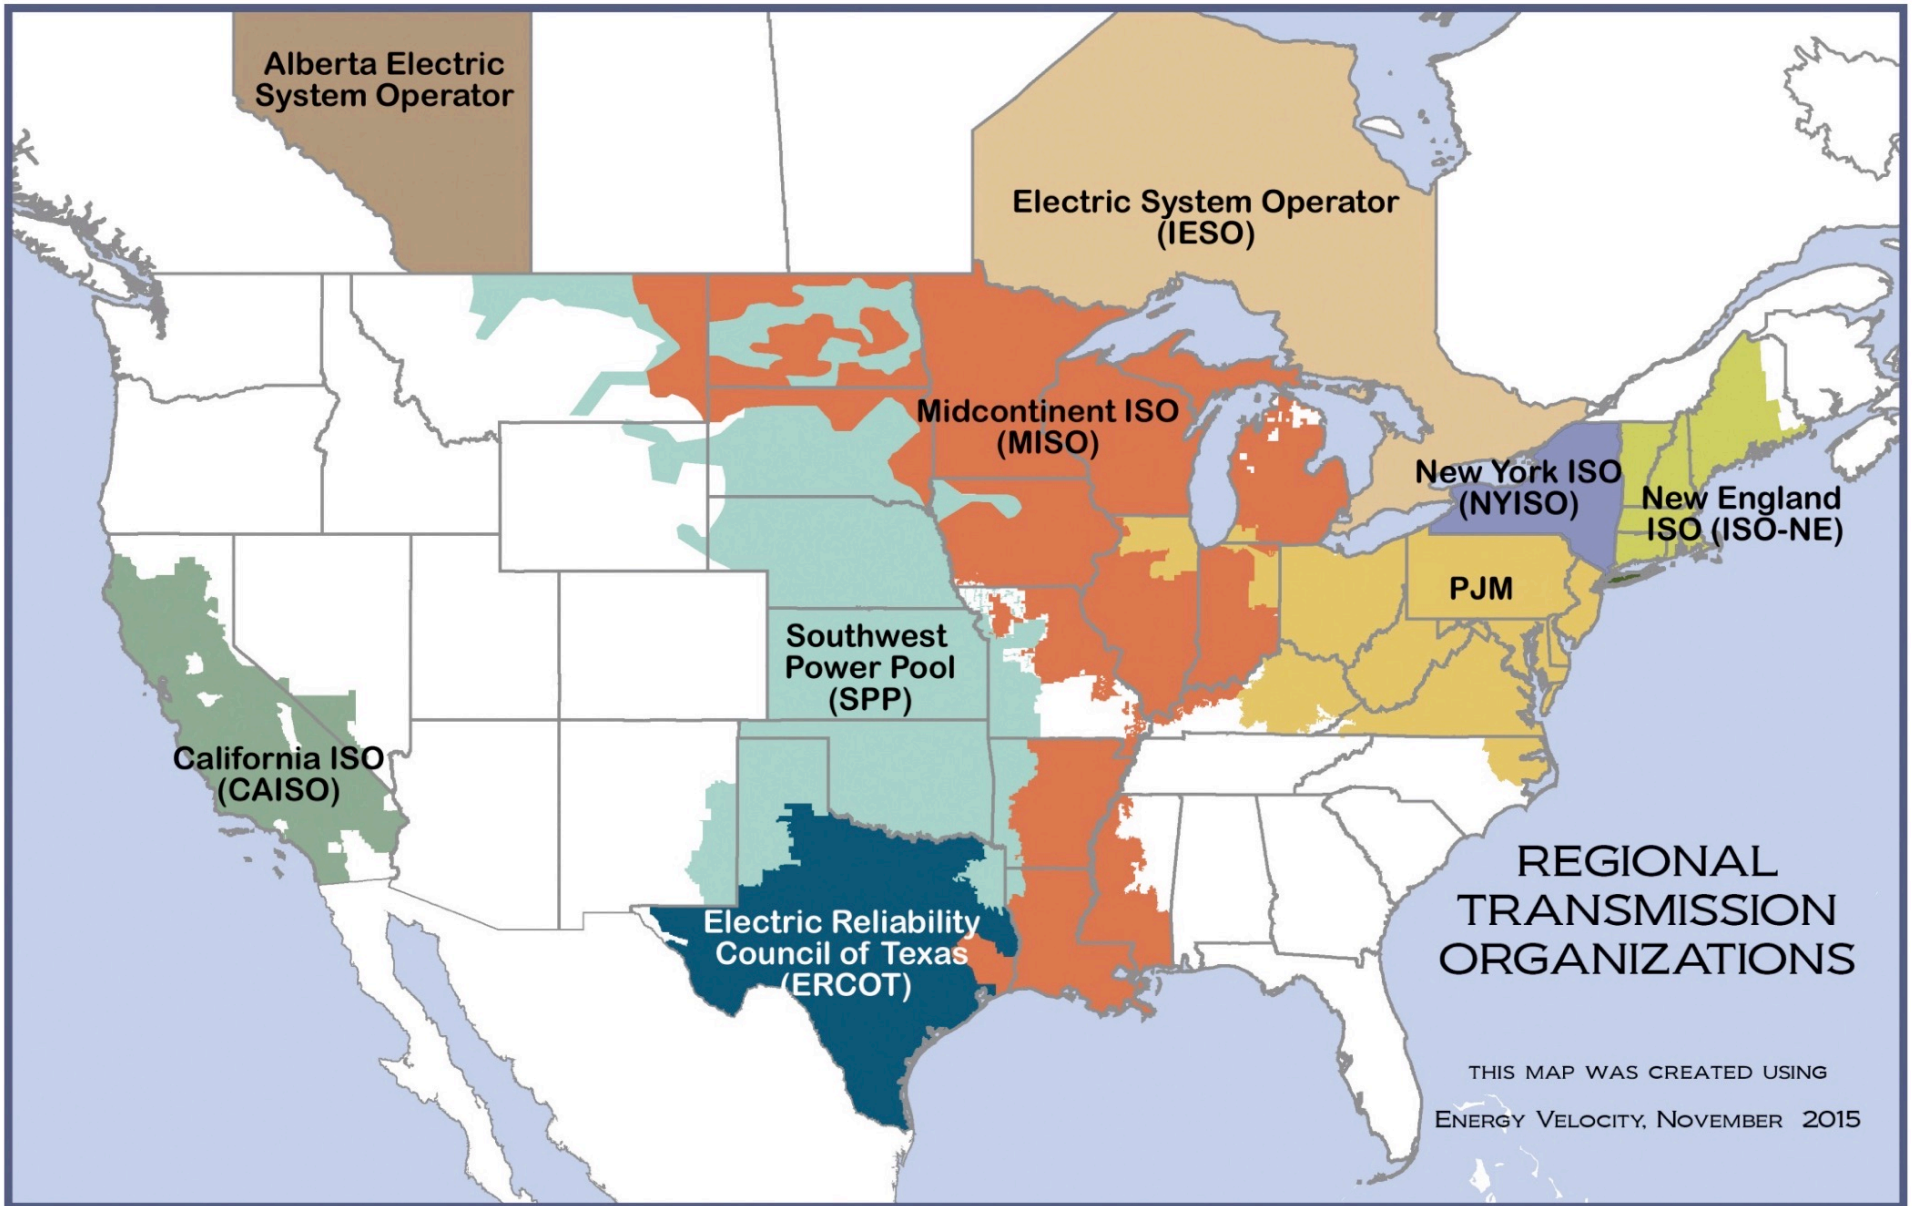 Alberta Electric
System Operator
Electric System Operator
(IESO)
Midcontinent ISO
(MISO)
New York ISO
(NYISO)
New England
ISO (ISO-NE)
PJM
Southwest
Power Pool
(SPP)
California ISO
(CAISO)
Electric Reliability
Council of Texas
(ERCOT)
REGIONAL
TRANSMISSION
ORGANIZATIONS
THIS MAP WAS CREATED USING
ENERGY VELOCITY, NOVEMBER 2015